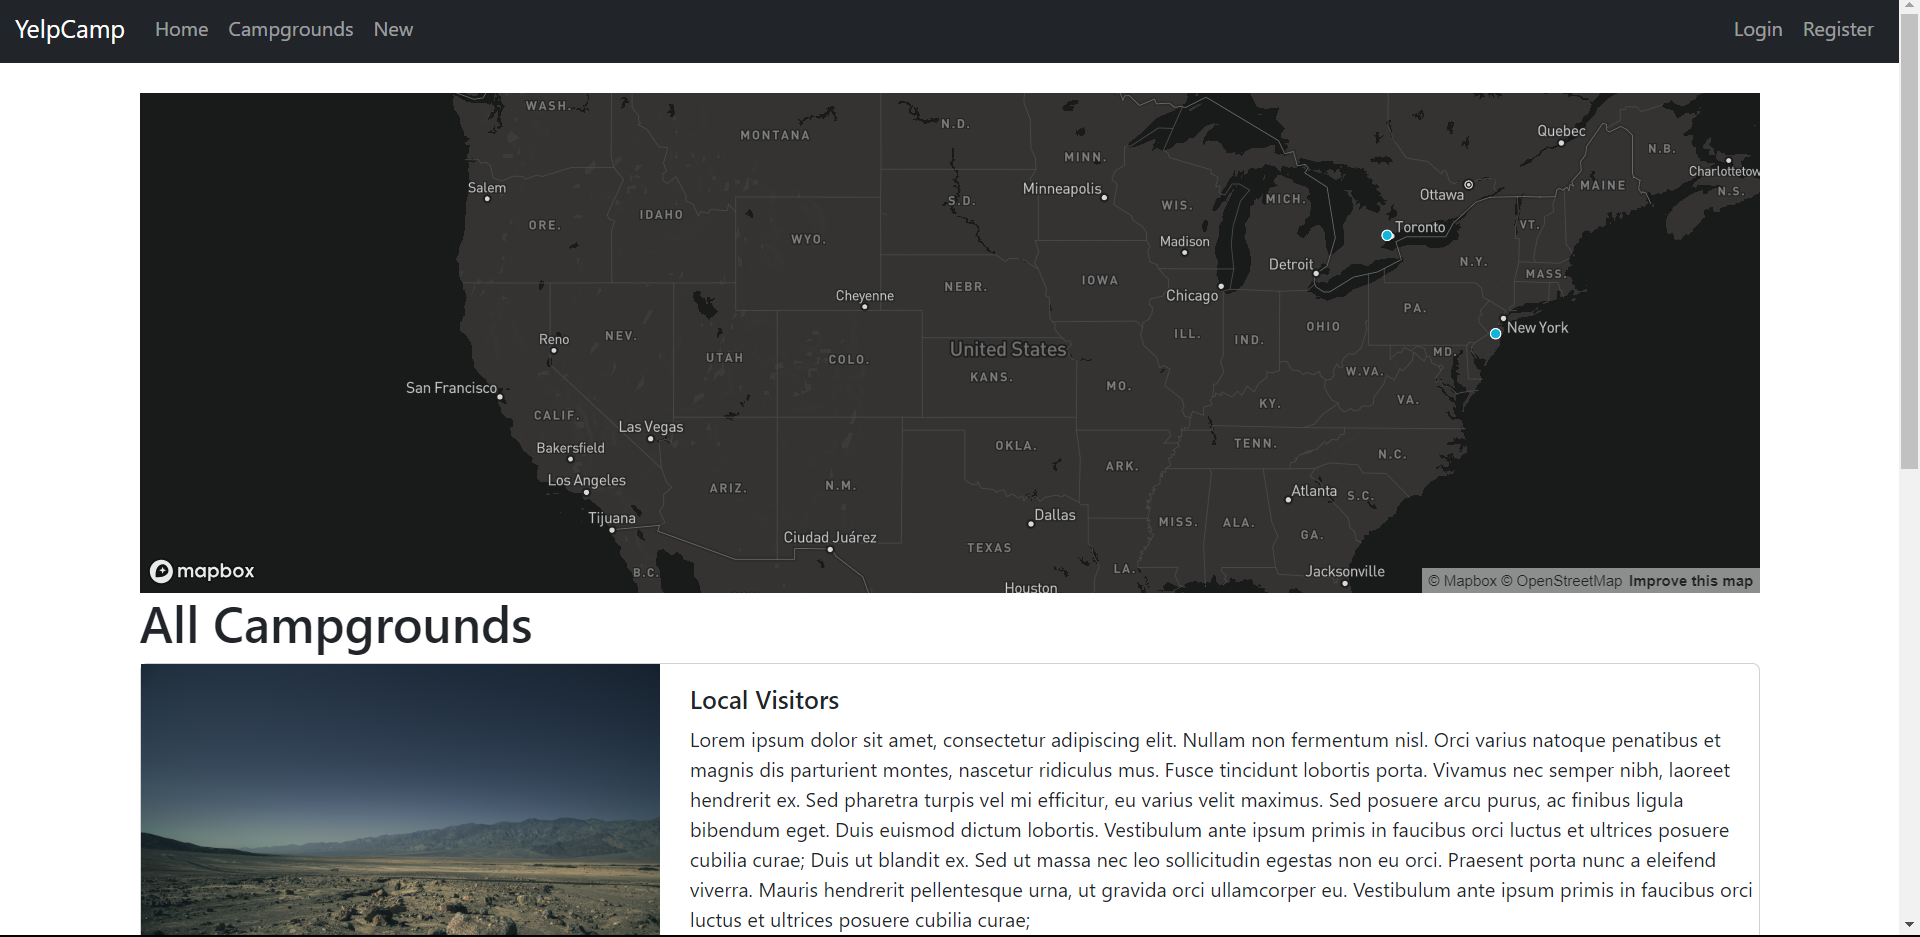 YelpCamp Home Campgrounds New Login Register
WASH.
MONTANA
N.D.
MINN.
Quebec
N.B.
Charlottetow
N.S.
MAINE
Salem
Minneapolis
Ottawa
S.D.
WIS.
MICH.
IDAHO
ORE.
VT.
Toronto
WYO.
Madison
Detroit
N.Y.
MASS.
Cheyenne
NEBR.
IOWA
Chicago
PA.
Reno
NEV.
ILL.
IND.
OHIO
New York
United States
UTAH
COLO.
MD.
KANS.
W.VA.
San Francisco
MO.
KY.
VA.
CALIF.
Las Vegas
Bakersfield
OKLA.
TENN.
N.C.
Los Angeles
ARIZ.
N.M.
ARK.
Atlanta
S.C.
Tijuana
Dallas
MISS.
ALA.
GA.
Ciudad Juárez
TEXAS
B.C.
LA.
Jacksonville
Houston
mapbox
© Mapbox © OpenStreetMap Improve this map
All Campgrounds
Local Visitors
Lorem ipsum dolor sit amet, consectetur adipiscing elit. Nullam non fermentum nisl. Orci varius natoque penatibus et
magnis dis parturient montes, nascetur ridiculus mus. Fusce tincidunt lobortis porta. Vivamus nec semper nibh, laoreet
hendrerit ex. Sed pharetra turpis vel mi efficitur, eu varius velit maximus. Sed posuere arcu purus, ac finibus ligula
bibendum eget. Duis euismod dictum lobortis. Vestibulum ante ipsum primis in faucibus orci luctus et ultrices posuere
cubilia curae; Duis ut blandit ex. Sed ut massa nec leo sollicitudin egestas non eu orci. Praesent porta nunc a eleifend
viverra. Mauris hendrerit pellentesque urna, ut gravida orci ullamcorper eu. Vestibulum ante ipsum primis in faucibus orci
luctus et ultrices posuere cubilia curae;